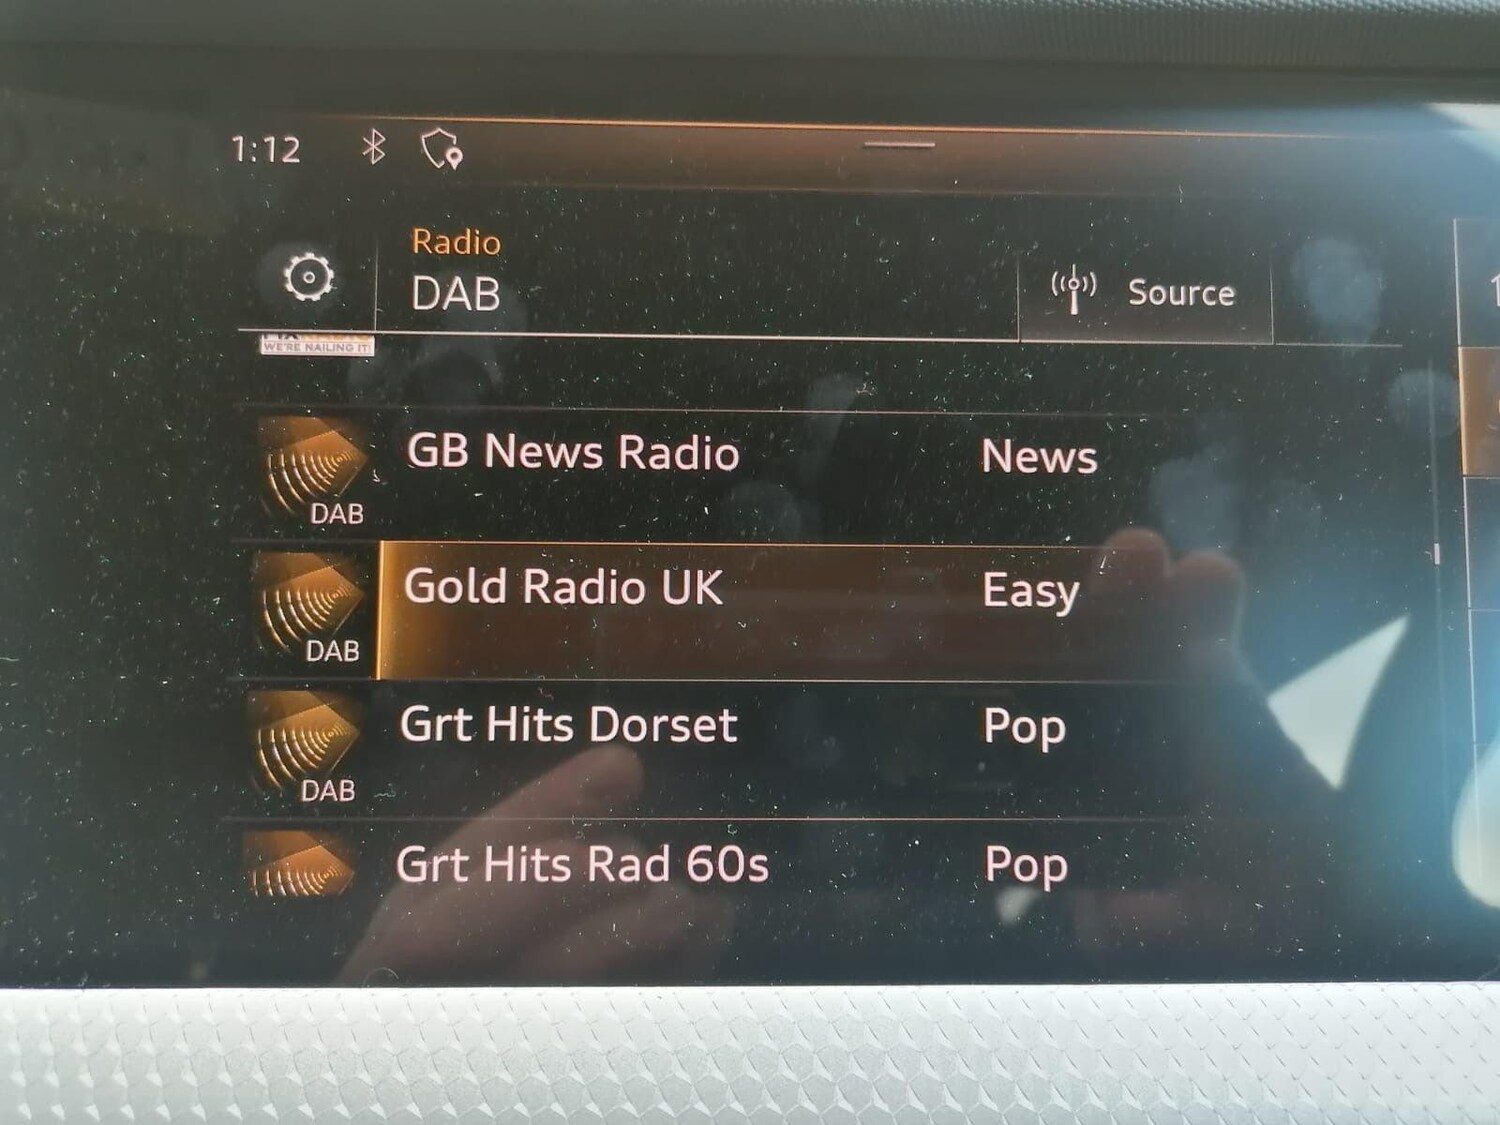 1:12
Radio
DAB
Source
WE'RE NAILING IT
GB News Radio News
DAB
Gold Radio UK Easy
DAB
Grt Hits Dorset Pop
DAB
Grt Hits Rad 60s Pop